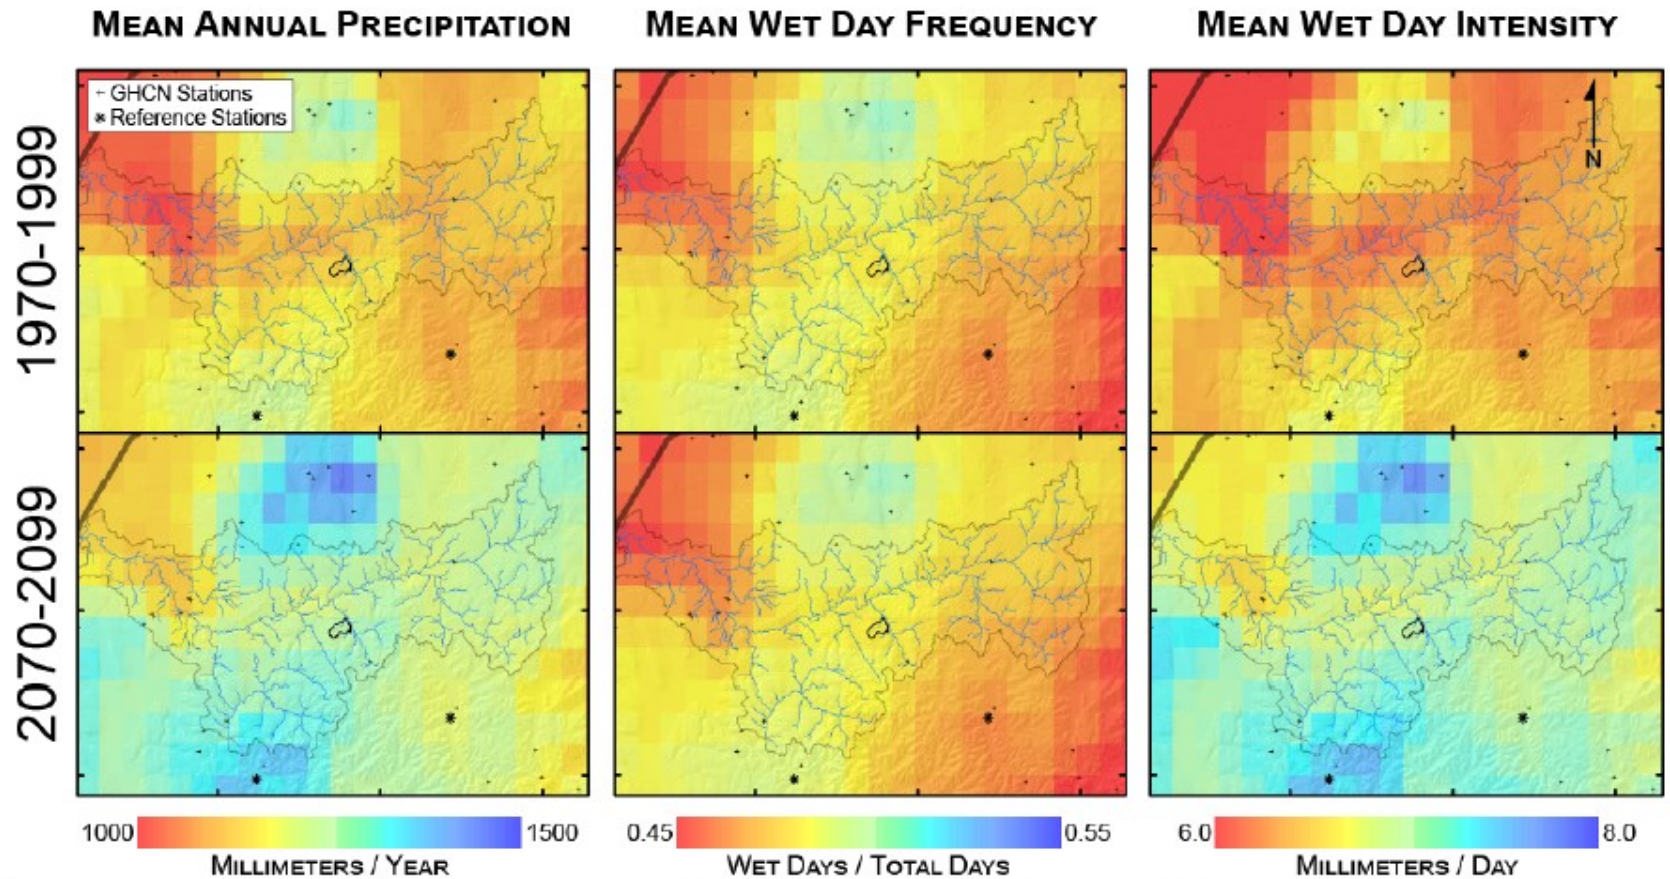 MEAN ANNUAL PRECIPITATION
MEAN WET DAY FREQUENCY
MEAN WET DAY INTENSITY
1970-1999
GHCN Stations
Reference Stations
N
2070-2099
1000
1500
MILLIMETERS / YEAR
0.45
0.55
WET DAYS / TOTAL DAYS
6.0
8.0
MILLIMETERS / DAY